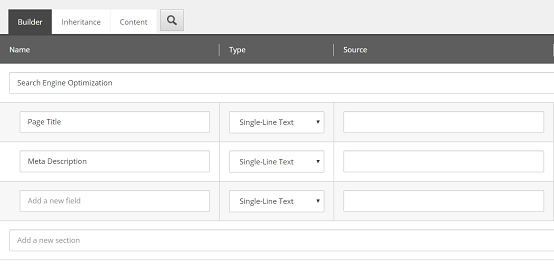 Builder Inheritance Content
Name Type Source
Search Engine Optimization
Page Title Single-Line Text
Meta Description Single-Line Text
Add a new field Single-Line Text
Add a new section